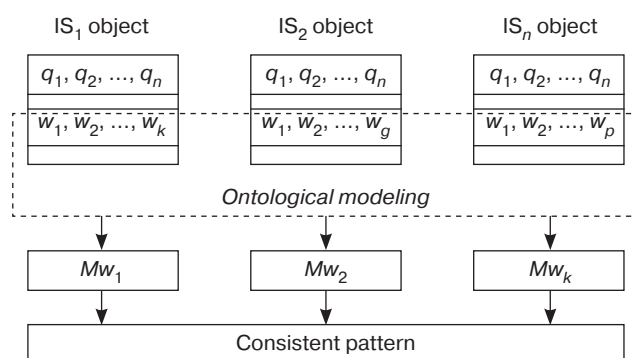 IS₁ object IS₂ object ISₙ object
q₁, q₂, ..., qₙ q₁, q₂, ..., qₙ q₁, q₂, ..., qₙ
w₁, w₂, ..., wₖ w₁, w₂, ..., w_g w₁, w₂, ..., wₚ
Ontological modeling
Mw₁ Mw₂ Mwₖ
Consistent pattern